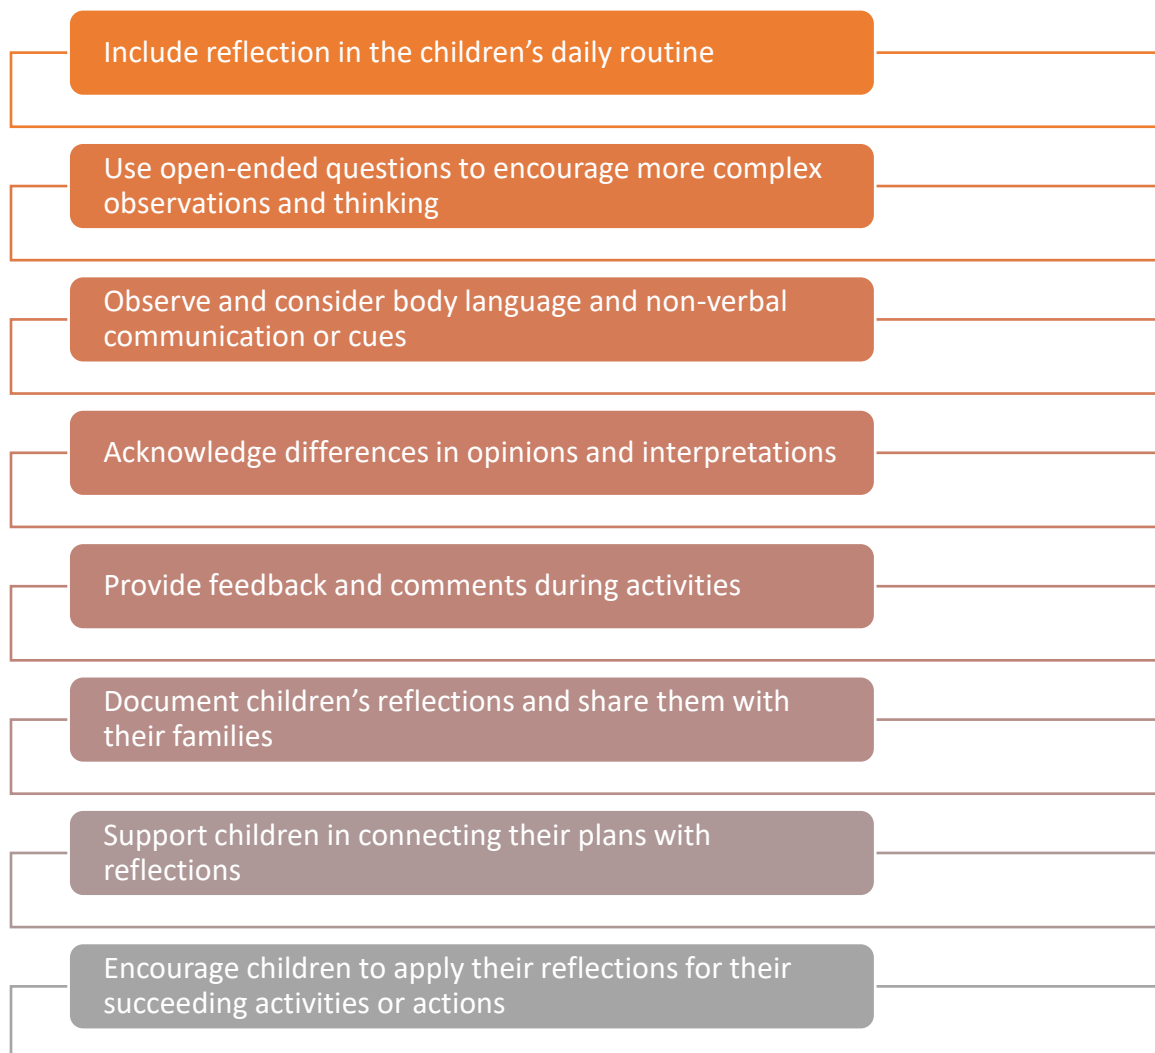 Include reflection in the children’s daily routine
Use open-ended questions to encourage more complex
observations and thinking
Observe and consider body language and non-verbal
communication or cues
Acknowledge differences in opinions and interpretations
Provide feedback and comments during activities
Document children’s reflections and share them with
their families
Support children in connecting their plans with
reflections
Encourage children to apply their reflections for their
succeeding activities or actions